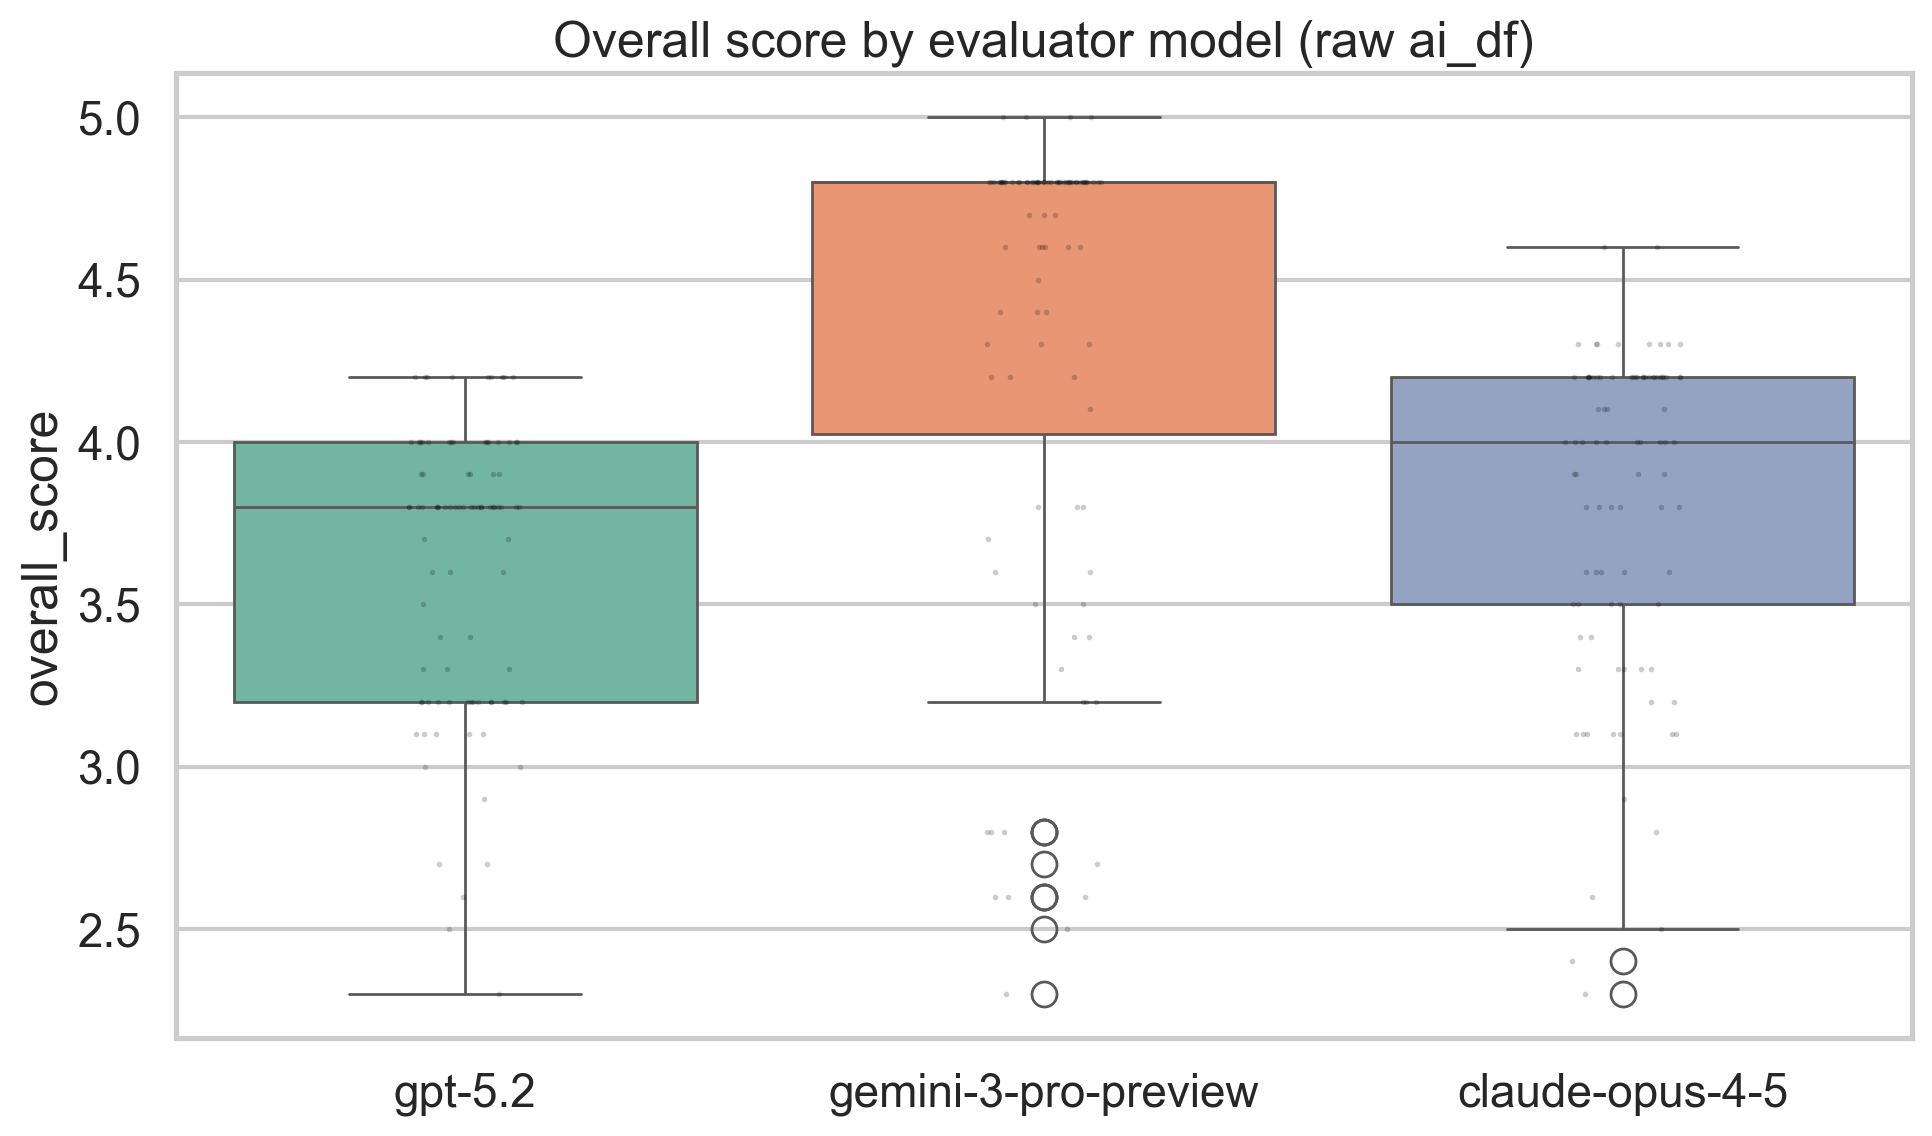 Overall score by evaluator model (raw ai_df)
overall_score
5.0
4.5
4.0
3.5
3.0
2.5
gpt-5.2
gemini-3-pro-preview
claude-opus-4-5